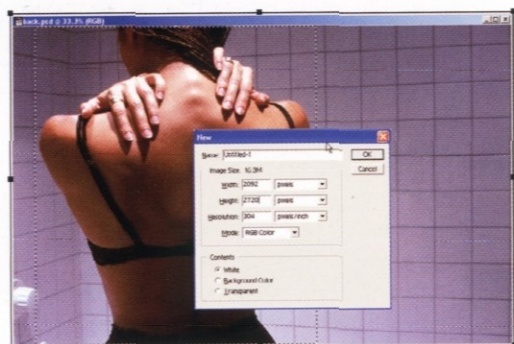 back.psd @ 33.3% (RGB)
New
Name: Untitled-1
OK
Image Size: 16.3M
Cancel
Width: 2092 pixels
Height: 2720 pixels
Resolution: 304 pixels/inch
Mode: RGB Color
Contents
White
Background Color
Transparent